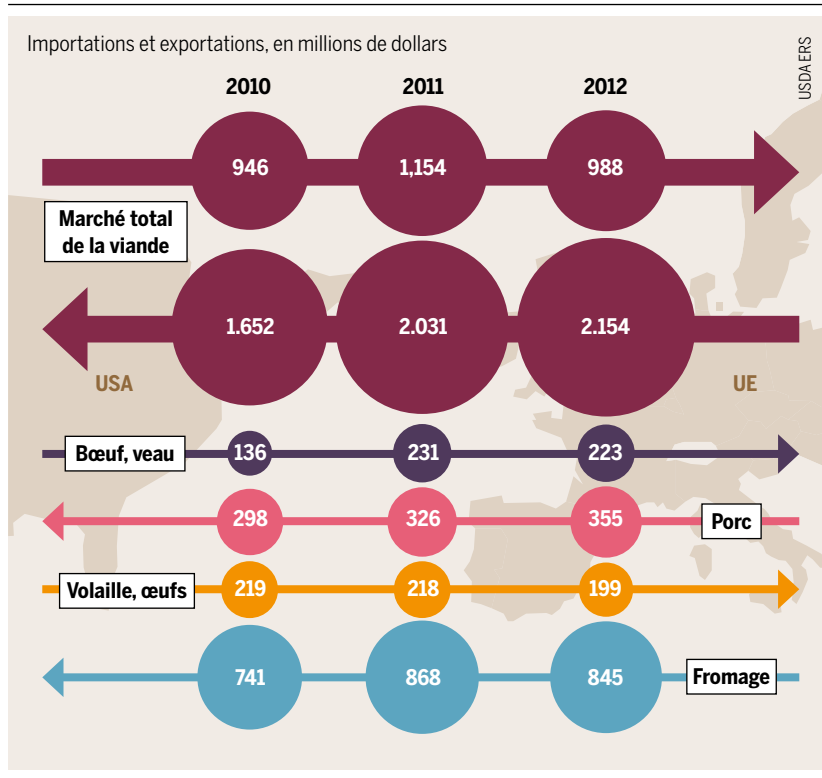 Importations et exportations, en millions de dollars
USDA ERS
2010 2011 2012
946 1,154 988
Marché total
de la viande
1.652 2.031 2.154
USA UE
Bœuf, veau 136 231 223
298 326 355 Porc
Volaille, œufs 219 218 199
741 868 845 Fromage